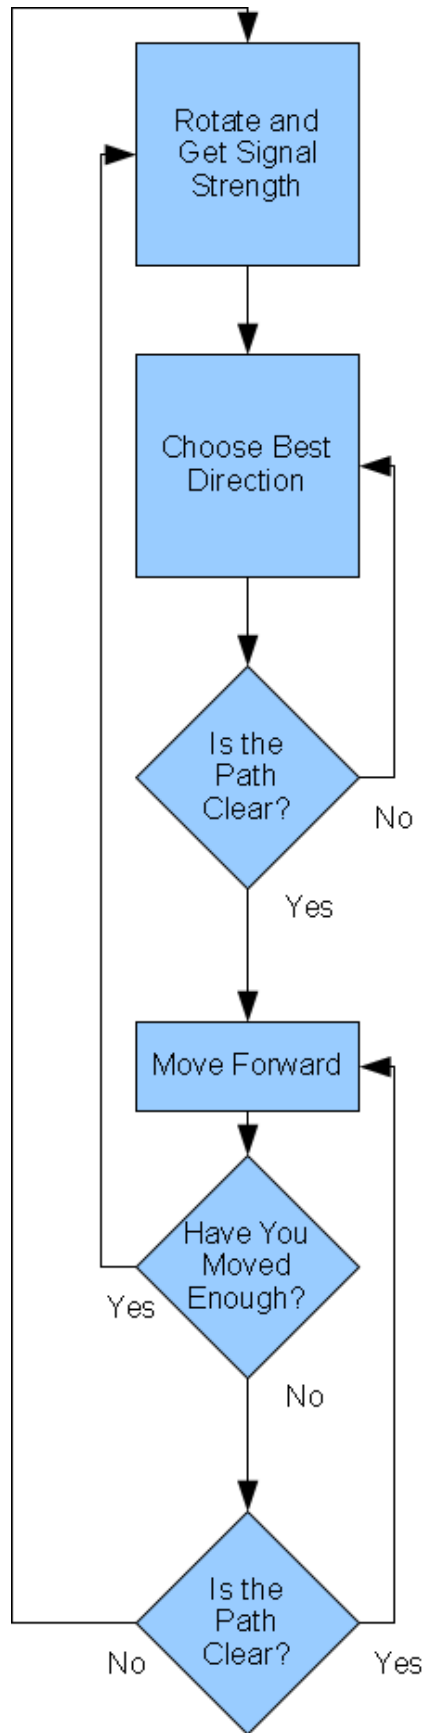 Rotate and
Get Signal
Strength
Choose Best
Direction
Is the
Path
Clear?
No
Yes
Move Forward
Have You
Moved
Enough?
Yes
No
Is the
Path
Clear?
No
Yes